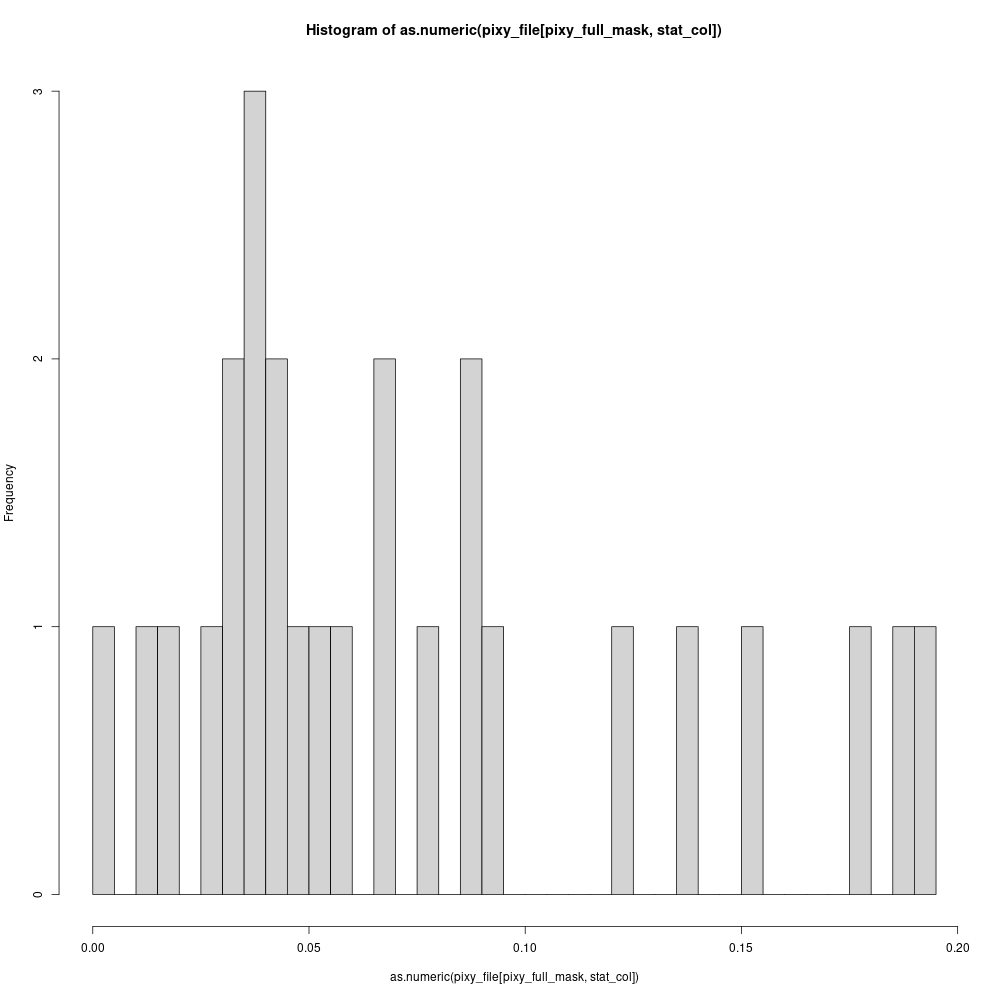 Histogram of as.numeric(pixy_file[pixy_full_mask, stat_col])
Frequency
3
2
1
0
0.00 0.05 0.10 0.15 0.20
as.numeric(pixy_file[pixy_full_mask, stat_col])